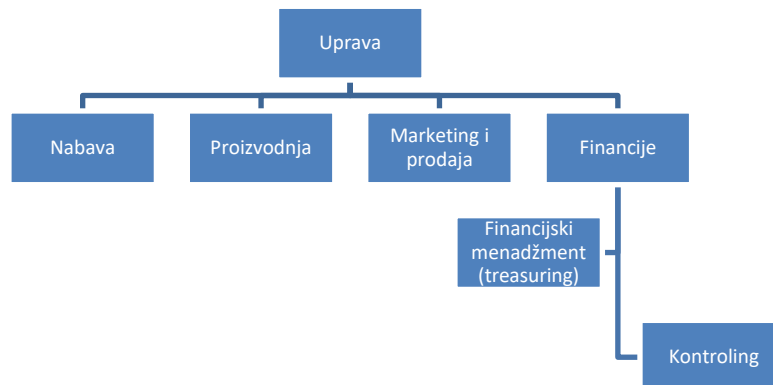 Uprava
Nabava
Proizvodnja
Marketing i
prodaja
Financije
Financijski
menadžment
(treasuring)
Kontroling